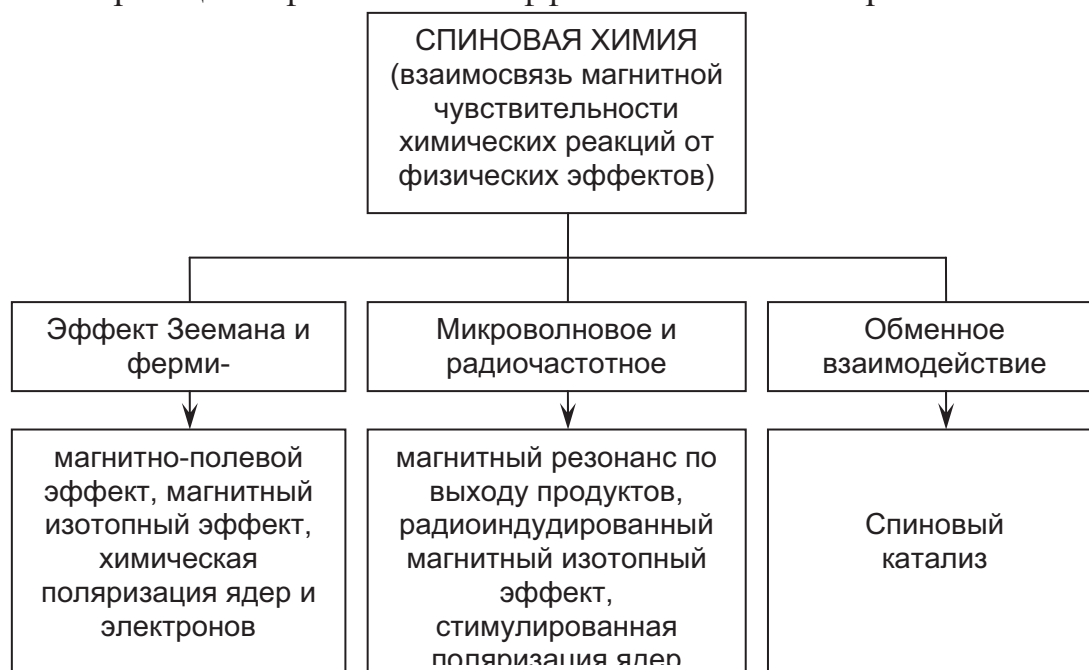 СПИНОВАЯ ХИМИЯ
(взаимосвязь магнитной
чувствительности
химических реакций от
физических эффектов)
Эффект Зеемана и
ферми-
Микроволновое и
радиочастотное
Обменное
взаимодействие
магнитно-полевой
эффект, магнитный
изотопный эффект,
химическая
поляризация ядер и
электронов
магнитный резонанс по
выходу продуктов,
радиоиндудированный
магнитный изотопный
эффект,
стимулированная
поляризация ядер
Спиновый
катализ